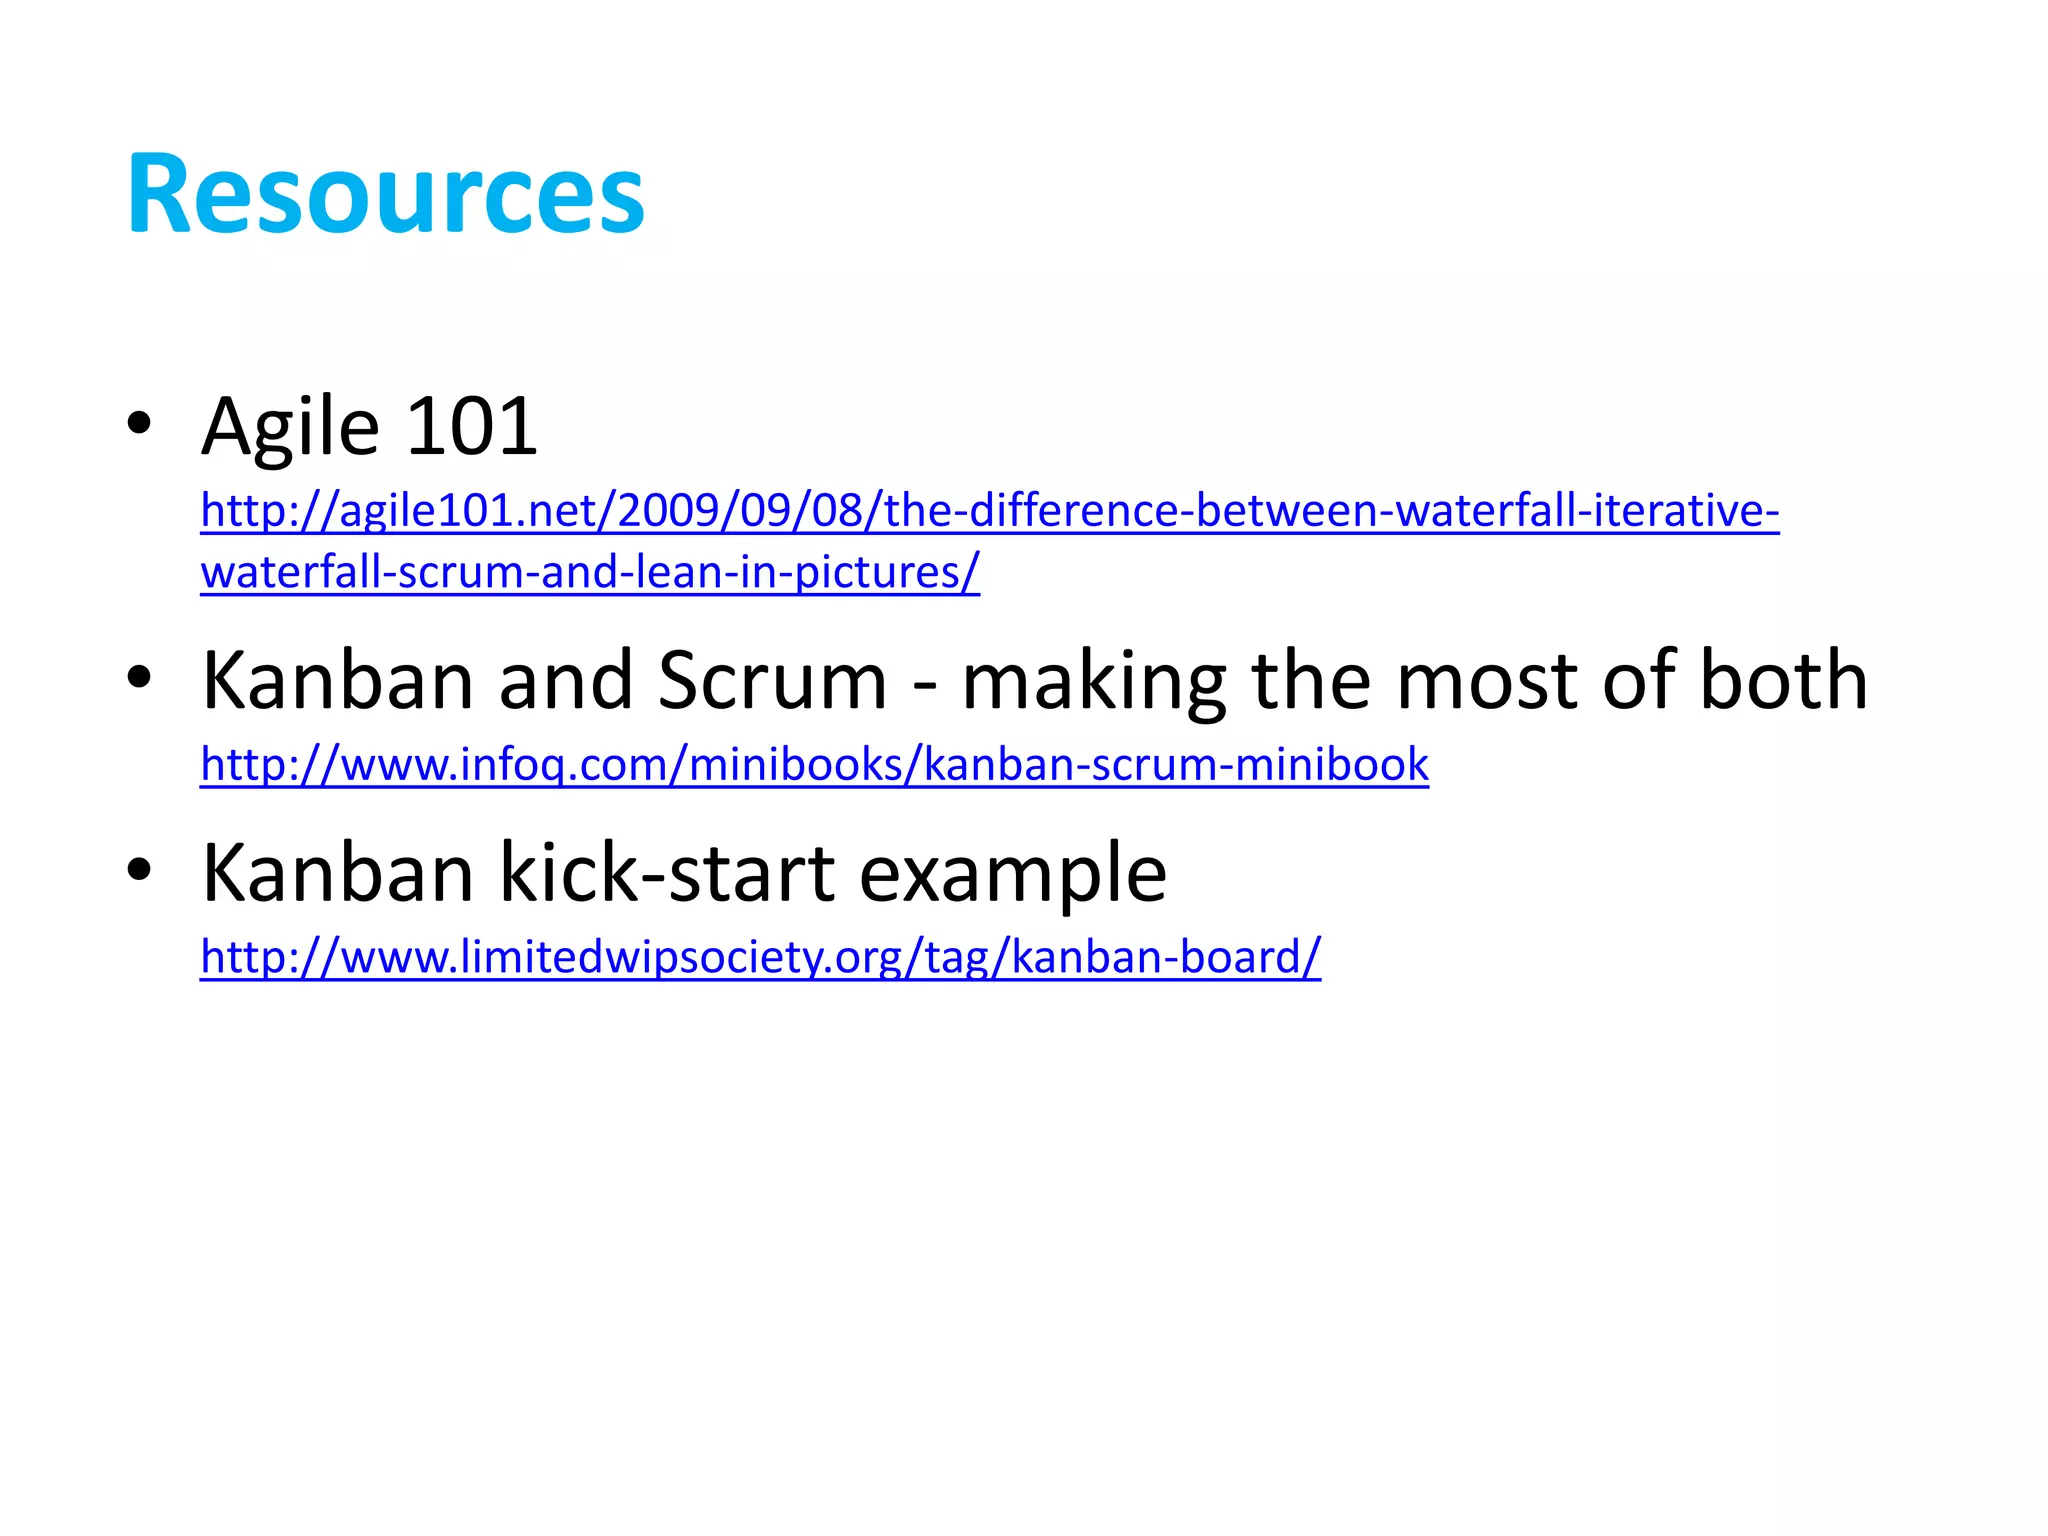 Resources
• Agile 101
http://agile101.net/2009/09/08/the-difference-between-waterfall-iterative-
waterfall-scrum-and-lean-in-pictures/
• Kanban and Scrum - making the most of both
http://www.infoq.com/minibooks/kanban-scrum-minibook
• Kanban kick-start example
http://www.limitedwipsociety.org/tag/kanban-board/